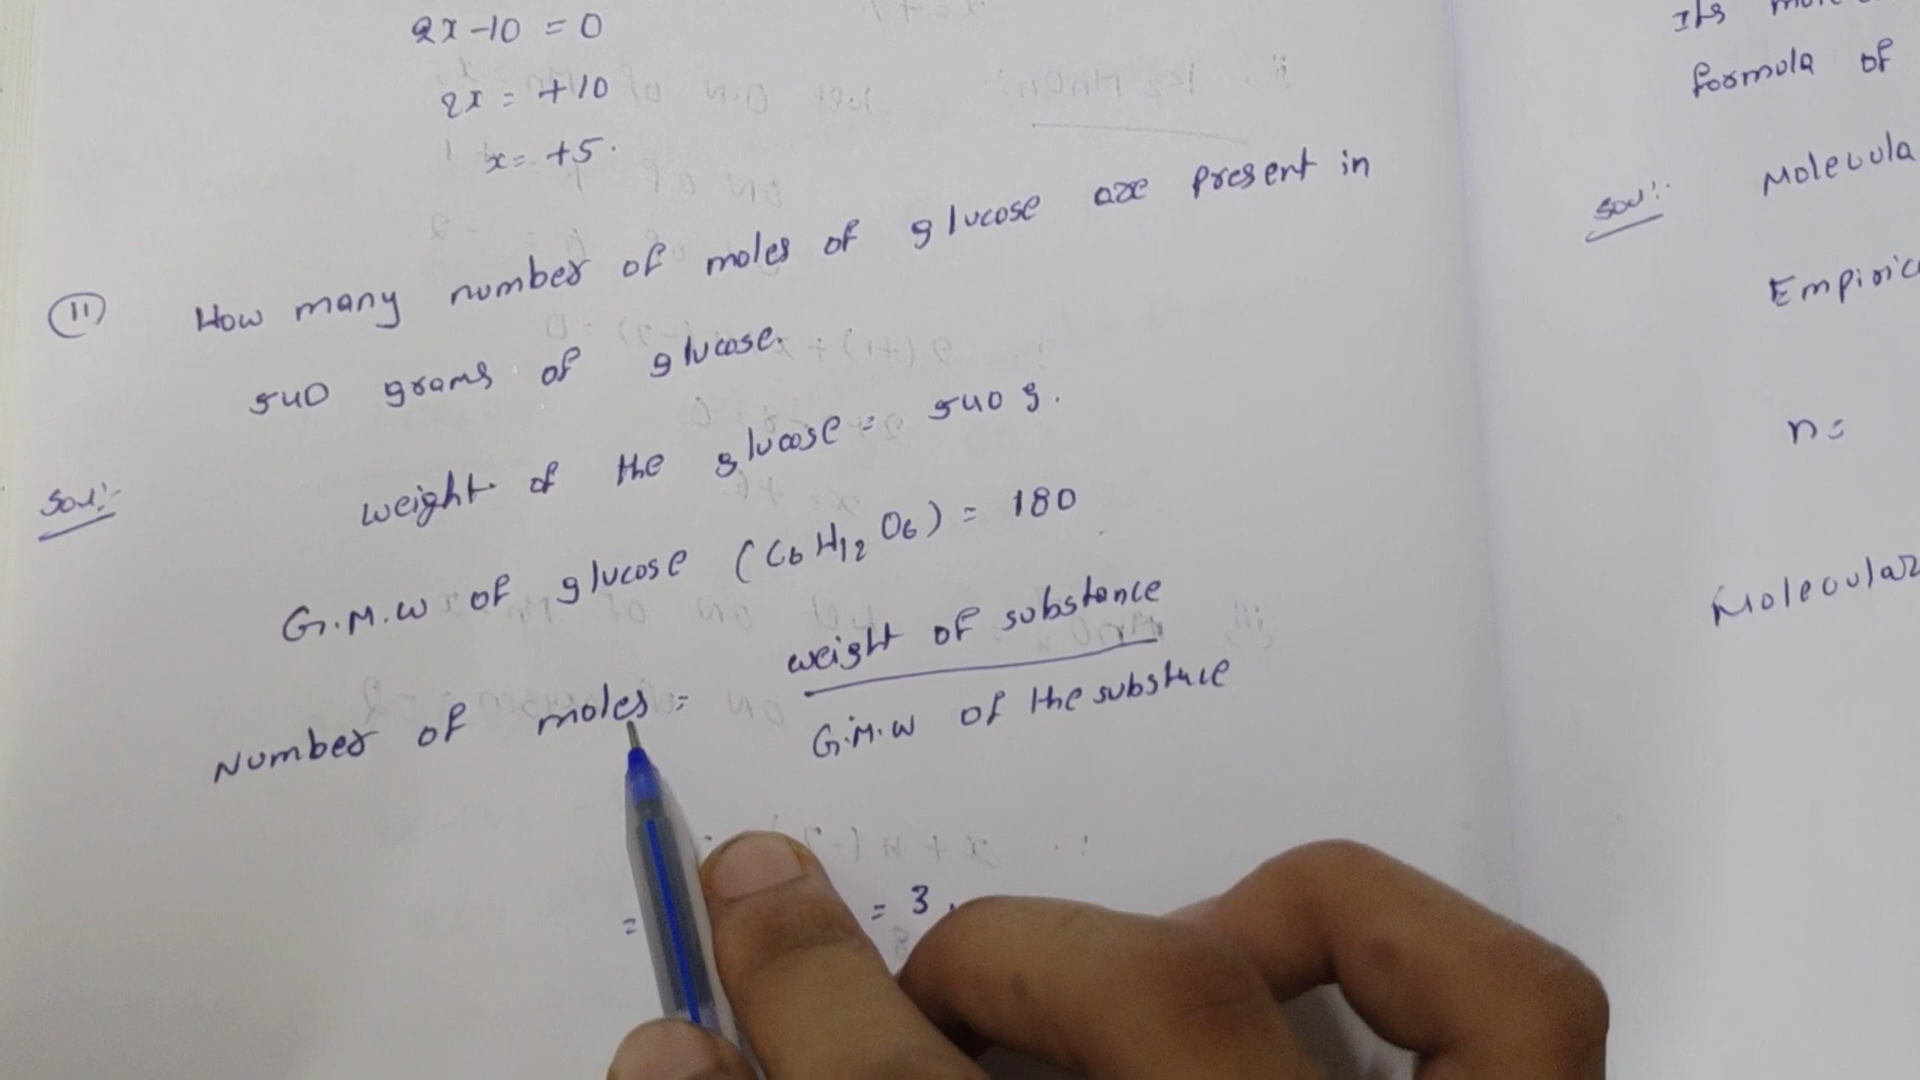 2x-10 = 0
2x = +10
x = +5.
11 How many number of moles of glucose are present in
540 grams of glucose.
Sol:- weight of the glucose = 540 g.
G.M.W of glucose (C6H12O6) = 180
Number of moles = weight of substance
G.M.W of the substnce
= = 3.
Its
formula of
Sol:
Molecula
Empiric
n=
Molecular